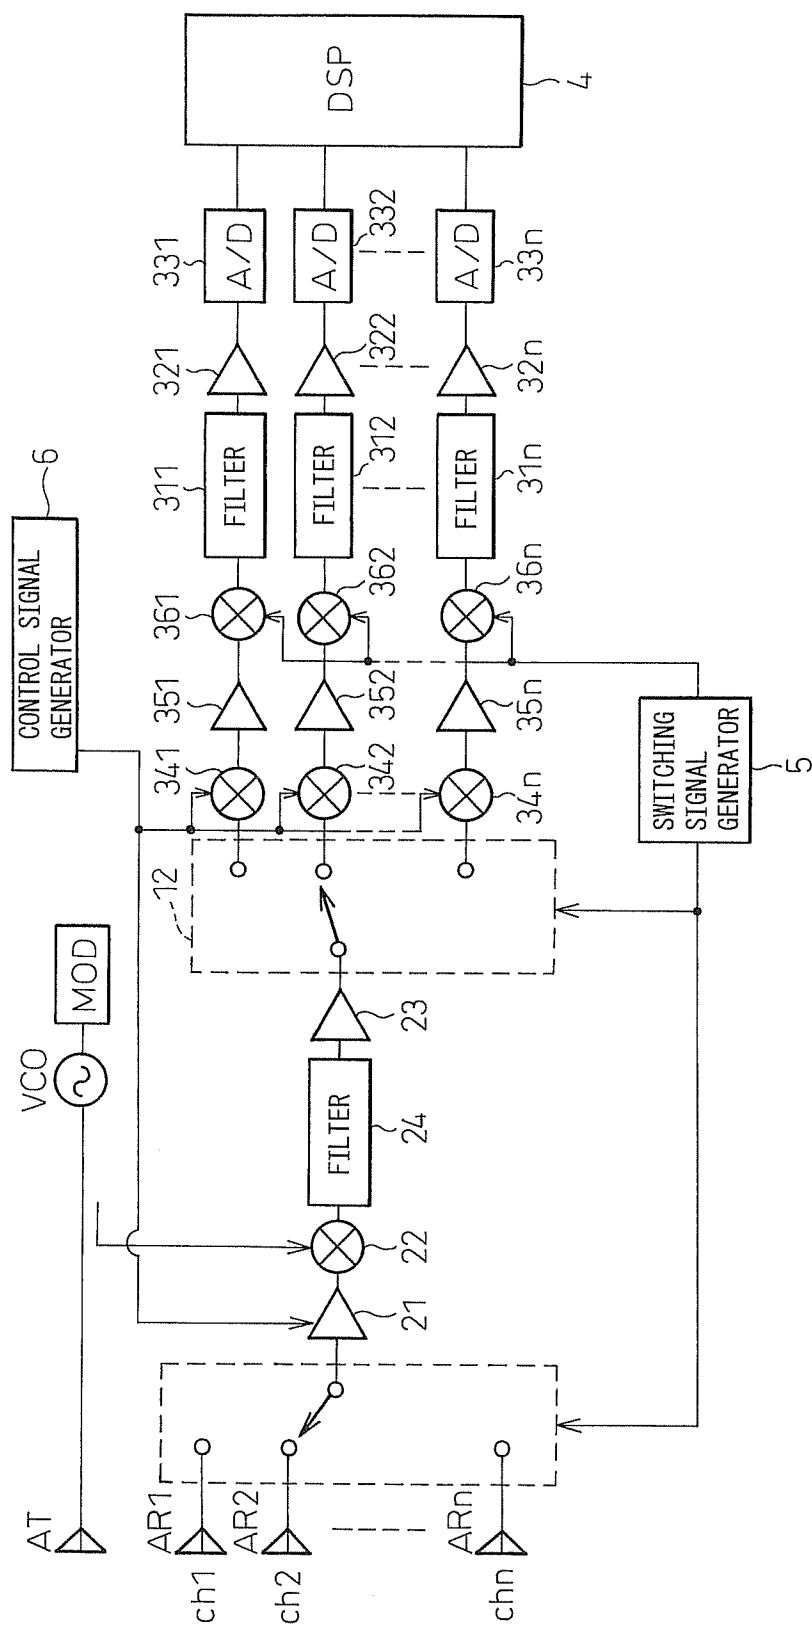 AT
VCO
MOD
CONTROL SIGNAL
GENERATOR
6
AR1
ch1
AR2
ch2
ARn
chn
21
22
FILTER
24
23
12
341
351
361
FILTER
311
321
A/D
331
342
352
362
FILTER
312
322
A/D
332
34n
35n
36n
FILTER
31n
32n
A/D
33n
DSP
4
SWITCHING
SIGNAL
GENERATOR
5